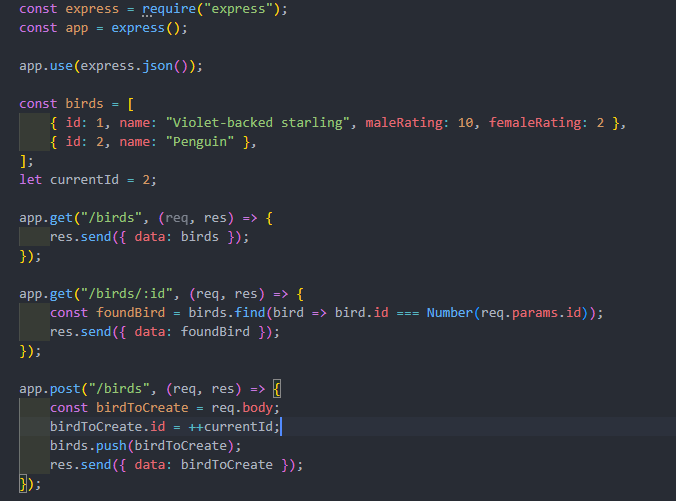 const express = require("express");
const app = express();

app.use(express.json());

const birds = [
    { id: 1, name: "Violet-backed starling", maleRating: 10, femaleRating: 2 },
    { id: 2, name: "Penguin" },
];
let currentId = 2;

app.get("/birds", (req, res) => {
    res.send({ data: birds });
});

app.get("/birds/:id", (req, res) => {
    const foundBird = birds.find(bird => bird.id === Number(req.params.id));
    res.send({ data: foundBird });
});

app.post("/birds", (req, res) => {
    const birdToCreate = req.body;
    birdToCreate.id = ++currentId;
    birds.push(birdToCreate);
    res.send({ data: birdToCreate });
});